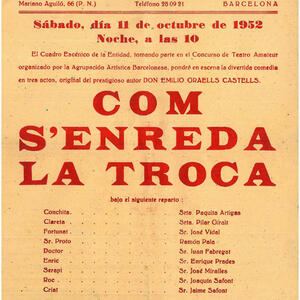 Mariano Aguiló, 66 (P. N.) Teléfono 25 09 21 BARCELONA
Sábado, día 11 de octubre de 1952
Noche, a las 10
El Cuadro Escénico de la Entidad, tomando parte en el Concurso de Teatro Amateur
organizado por la Agrupación Artística Barcelonesa, pondrá en escena la divertida comedia
en tres actos, original del prestigioso autor DON EMILIO GRAELLS CASTELLS.
COM
S'ENREDA
LA TROCA
bajo el siguiente reparto :
Conchita. Srta. Paquita Artigas
Clareta Srta. Pilar Giralt
Fortunat Sr. José Vidal
Sr. Proto Ramón Pala
Doctor Sr. Juan Fabregat
Enric Sr. Enrique Prades
Serapi Sr. José Miralles
Roc Sr. Joaquín Safont
Criat Sr. Jaime Safont